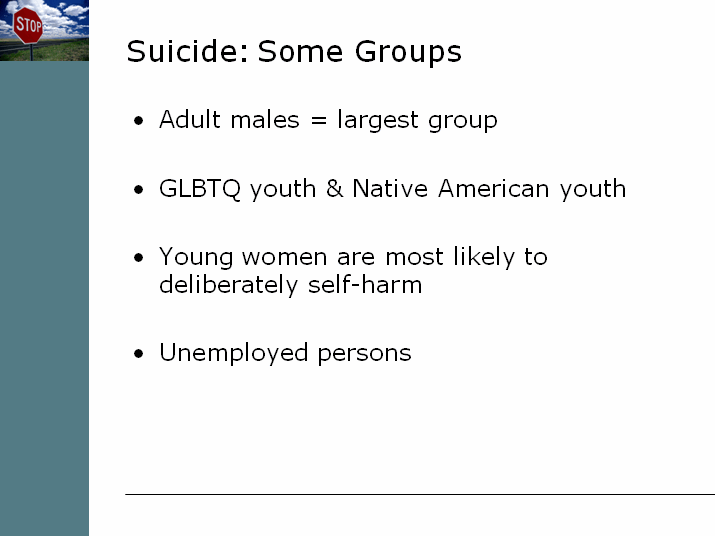 STOP
Suicide: Some Groups
• Adult males = largest group
• GLBTQ youth & Native American youth
• Young women are most likely to
deliberately self-harm
• Unemployed persons